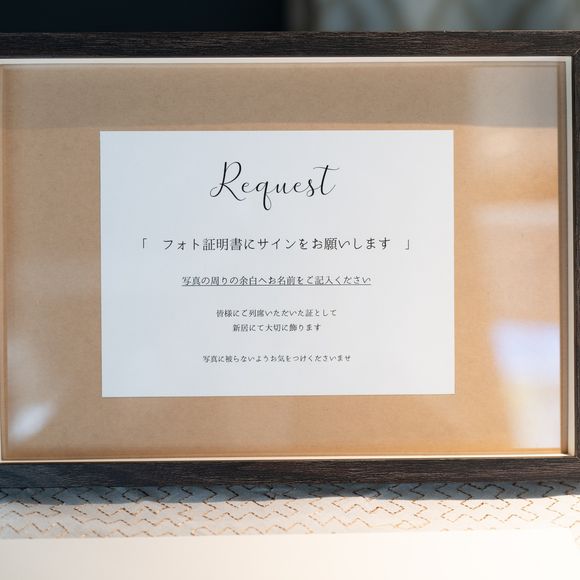 Request
「　フォト証明書にサインをお願いします　」
写真の周りの余白へお名前をご記入ください
皆様にご列席いただいた証として
新居にて大切に飾ります
写真に被らないようお気をつけくださいませ